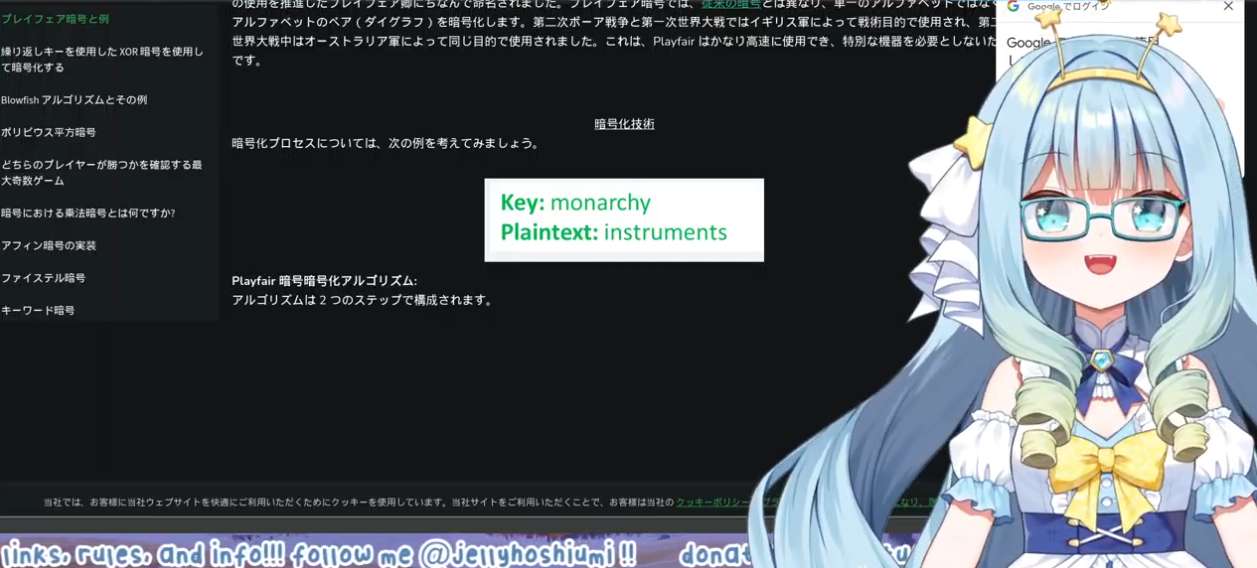 プレイフェア暗号と例
繰り返しキーを使用した XOR 暗号を使用し
て暗号化する
Blowfish アルゴリズムとその例
ポリビウス平方暗号
どちらのプレイヤーが勝つかを確認する最
大奇数ゲーム
暗号における乗法暗号とは何ですか?
アフィン暗号の実装
ファイステル暗号
キーワード暗号
の使用を推進したプレイフェア卿にちなんで命名されました。プレイフェア暗号では、従来の暗号とは異なり、単一のアルファベットではなく
アルファベットのペア（ダイグラフ）を暗号化します。第二次ボーア戦争と第一次世界大戦ではイギリス軍によって戦術目的で使用され、第二
世界大戦中はオーストラリア軍によって同じ目的で使用されました。これは、Playfair はかなり高速に使用でき、特別な機器を必要としないた
です。
暗号化技術
暗号化プロセスについては、次の例を考えてみましょう。
Key: monarchy
Plaintext: instruments
Playfair 暗号暗号化アルゴリズム:
アルゴリズムは 2 つのステップで構成されます。
Google でログイン
Google
当社では、お客様に当社ウェブサイトを快適にご利用いただくためにクッキーを使用しています。当社サイトをご利用いただくことで、お客様は当社の クッキーポリシー
links, rules, and info!!! follow me @jellyhoshiumi !! donat